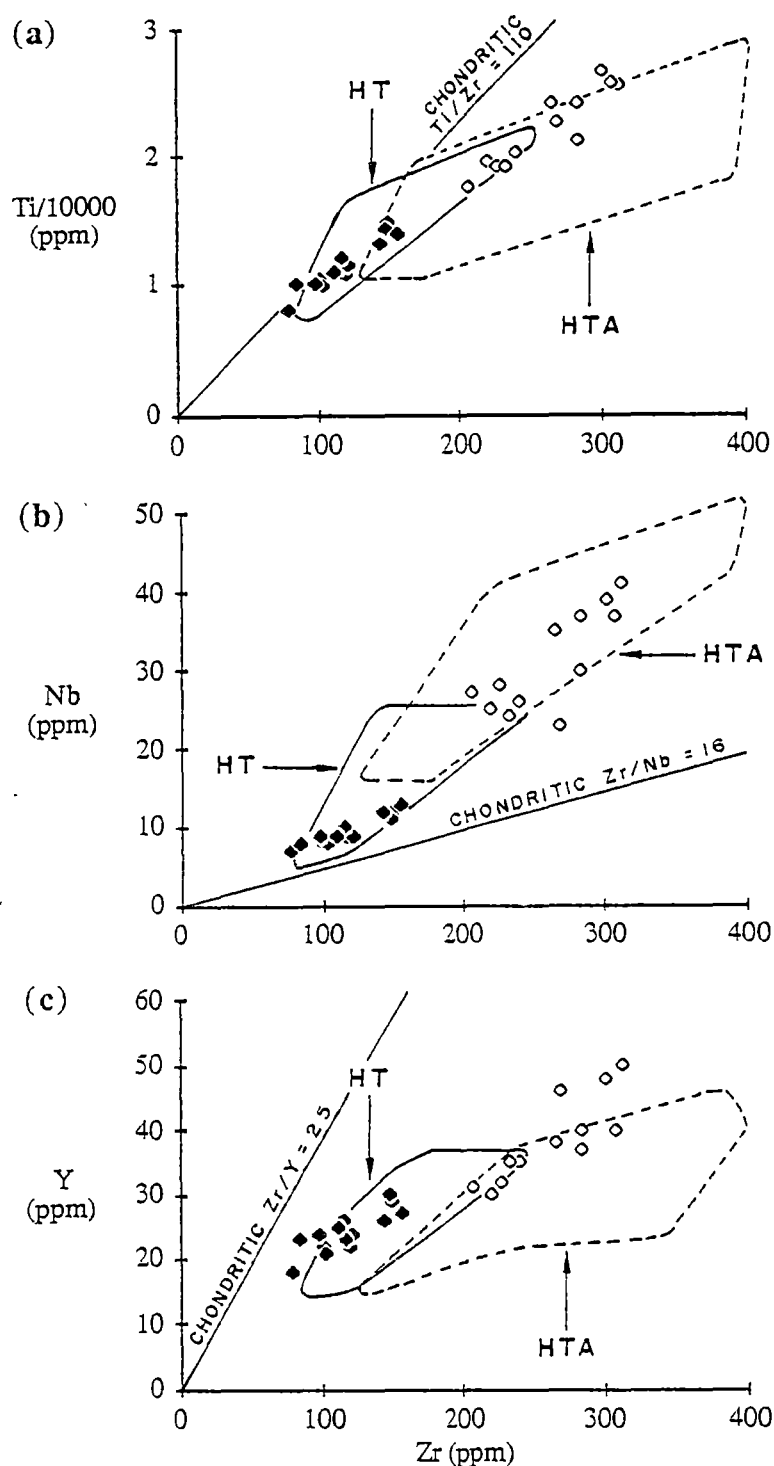 (a)
3
2
1
0
Ti/10000
(ppm)
HT
CHONDRITIC
Ti/Zr = 110
HTA
0
100
200
300
400
(b)
50
40
30
20
10
0
Nb
(ppm)
HT
HTA
CHONDRITIC Zr/Nb = 16
0
100
200
300
400
(c)
60
50
40
30
20
10
0
Y
(ppm)
CHONDRITIC Zr/Y = 2.5
HT
HTA
0
100
200
300
400
Zr (ppm)